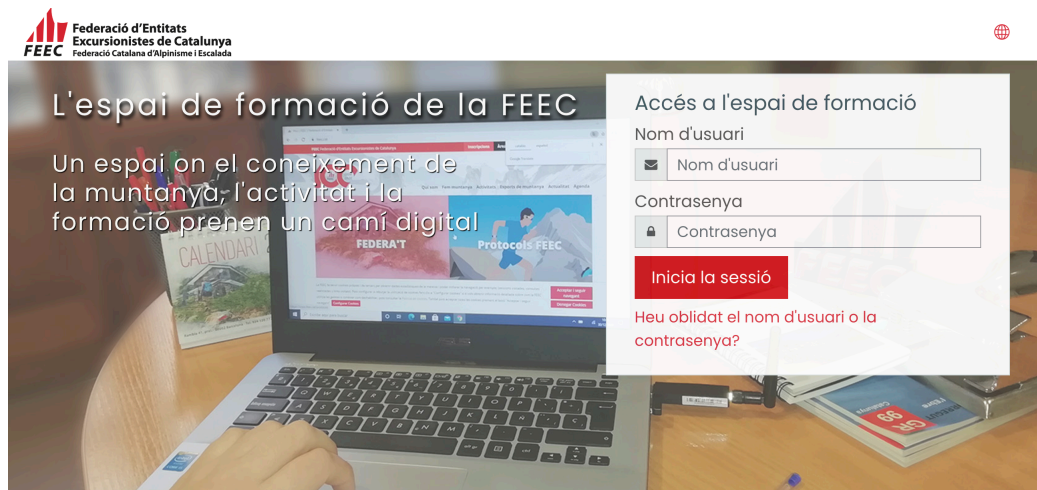 Federació d'Entitats
Excursionistes de Catalunya
FEEC Federació Catalana d'Alpinisme i Escalada
L'espai de formació de la FEEC
Un espai on el coneixement de
la muntanya, l'activitat i la
formació prenen un camí digital
Accés a l'espai de formació
Nom d'usuari
Nom d'usuari
Contrasenya
Contrasenya
Inicia la sessió
Heu oblidat el nom d'usuari o la
contrasenya?
FEDERA'T
Protocols FEEC
CALENDARI
ASUS
GR
99